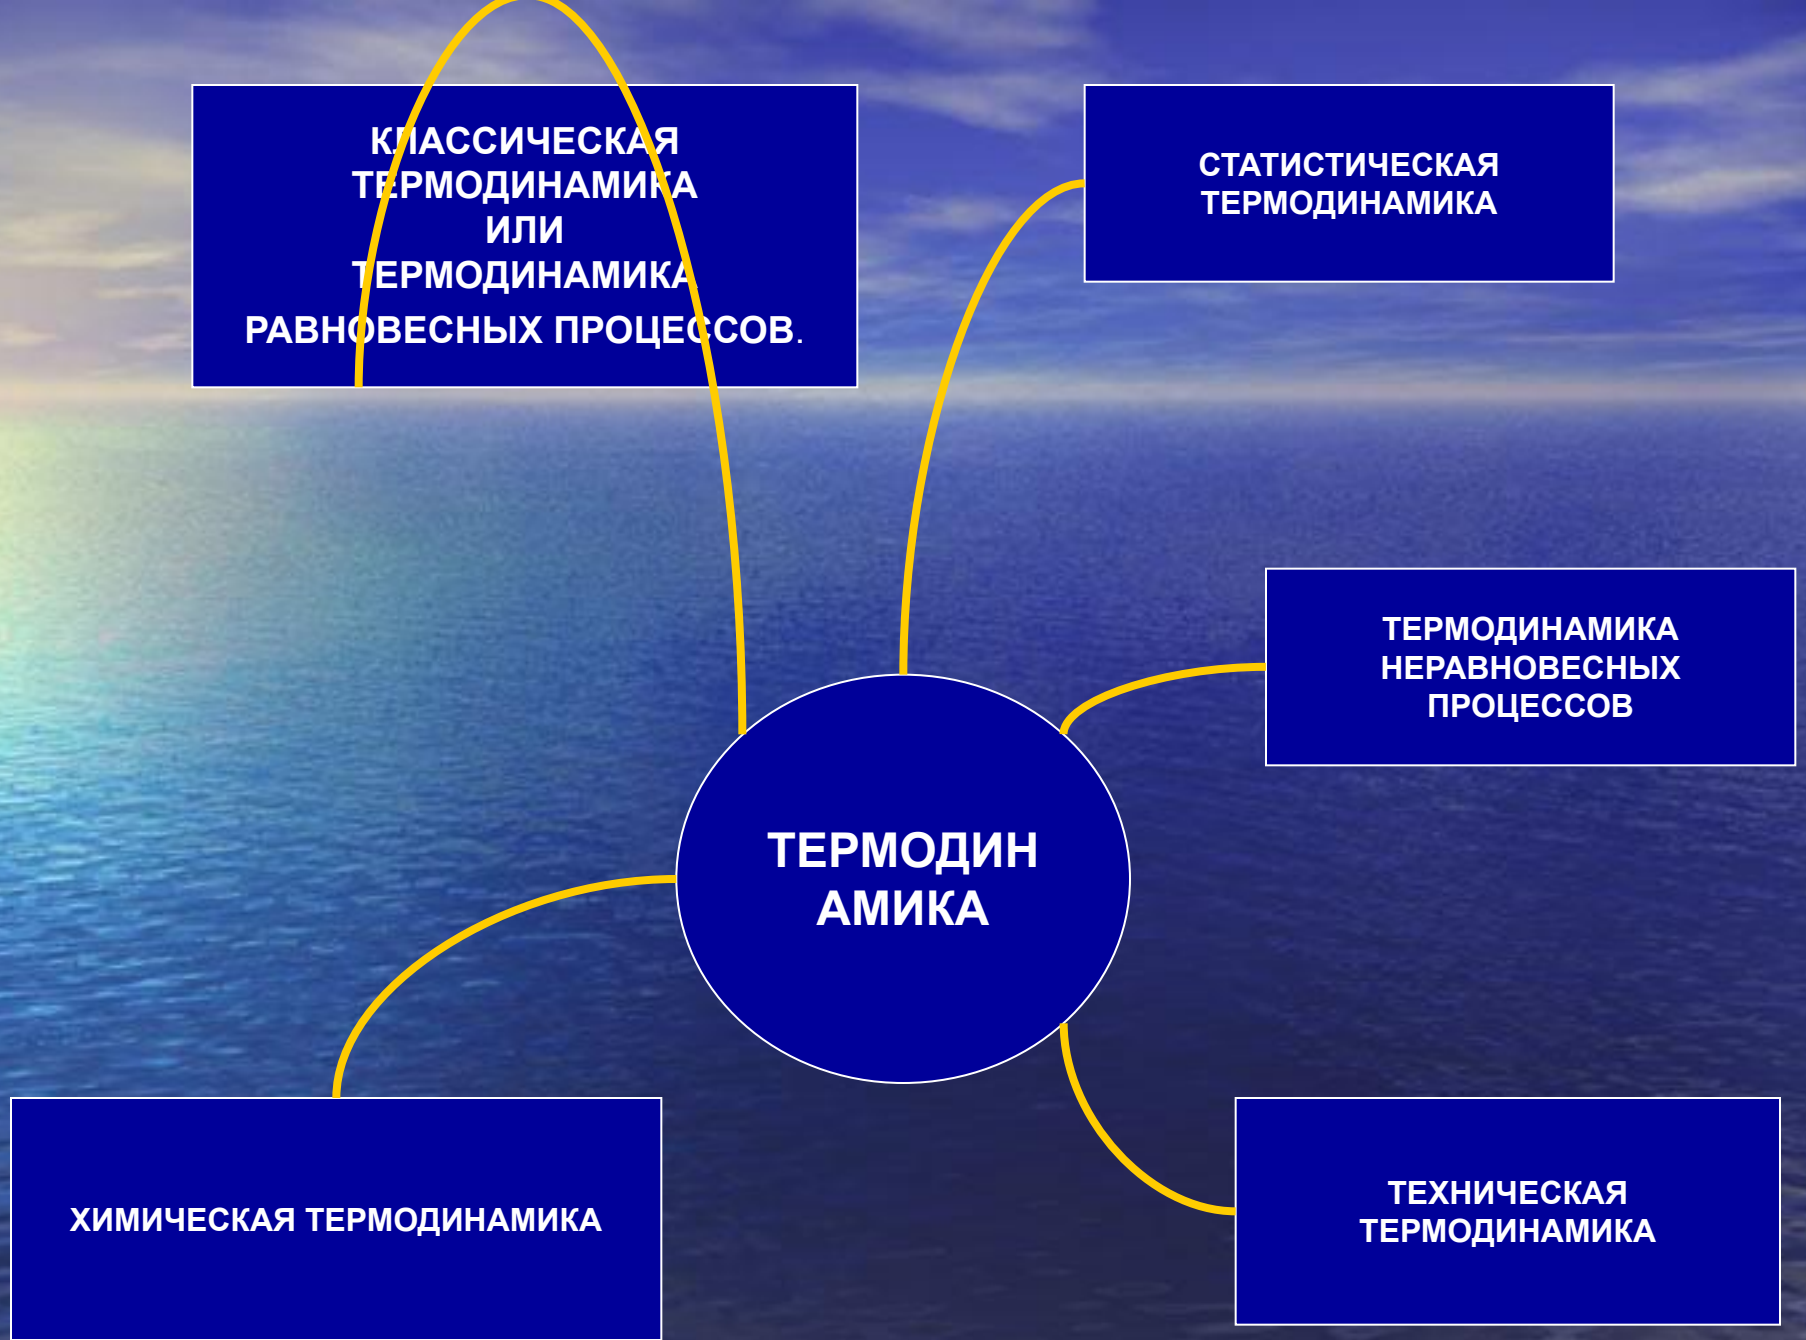 КЛАССИЧЕСКАЯ
ТЕРМОДИНАМИКА
ИЛИ
ТЕРМОДИНАМИКА
РАВНОВЕСНЫХ ПРОЦЕССОВ.
СТАТИСТИЧЕСКАЯ
ТЕРМОДИНАМИКА
ТЕРМОДИНАМИКА
НЕРАВНОВЕСНЫХ
ПРОЦЕССОВ
ТЕРМОДИН
АМИКА
ХИМИЧЕСКАЯ ТЕРМОДИНАМИКА
ТЕХНИЧЕСКАЯ
ТЕРМОДИНАМИКА